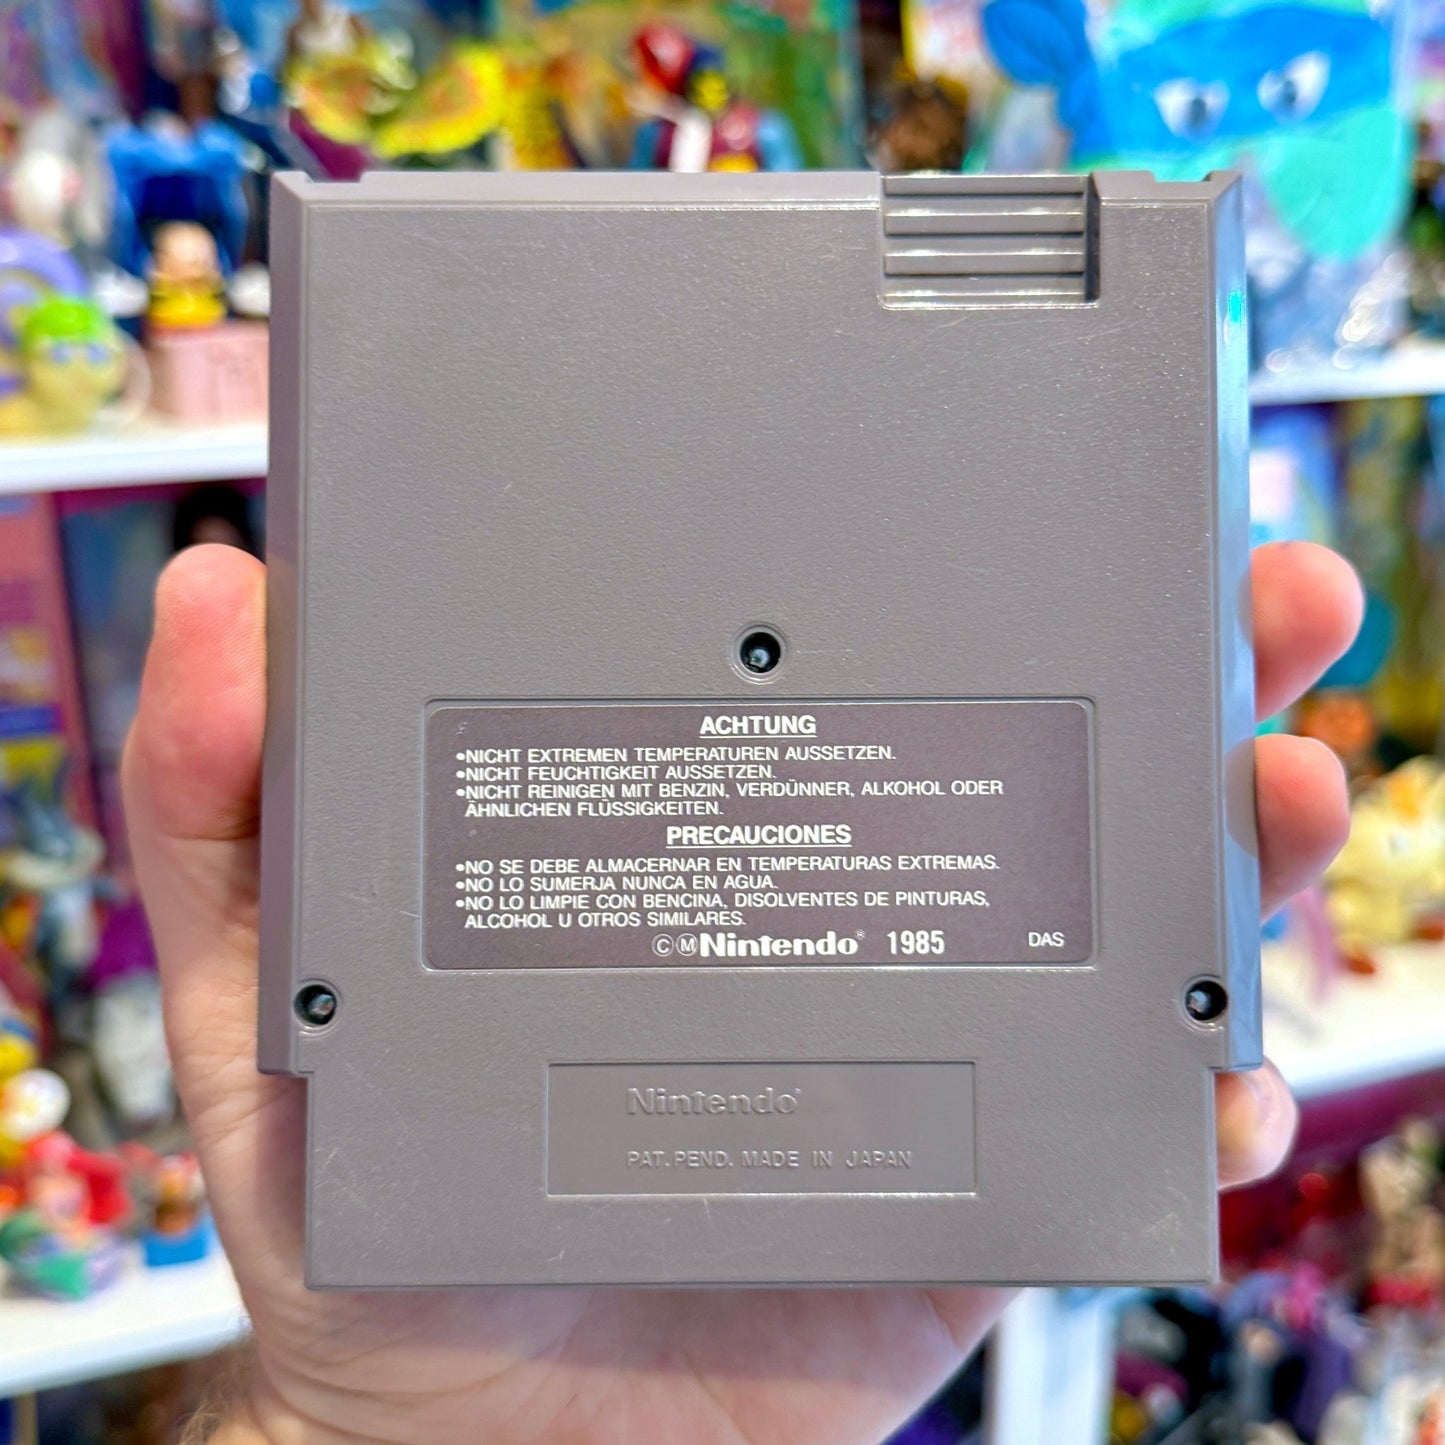 ACHTUNG
•NICHT EXTREMEN TEMPERATUREN AUSSETZEN.
•NICHT FEUCHTIGKEIT AUSSETZEN.
•NICHT REINIGEN MIT BENZIN, VERDÜNNER, ALKOHOL ODER
ÄHNLICHEN FLÜSSIGKEITEN.
PRECAUCIONES
•NO SE DEBE ALMACERNAR EN TEMPERATURAS EXTREMAS.
•NO LO SUMERJA NUNCA EN AGUA.
•NO LO LIMPIE CON BENCINA, DISOLVENTES DE PINTURAS,
ALCOHOL U OTROS SIMILARES.
ⒸⓂNintendo® 1985 DAS
Nintendo®
PAT. PEND. MADE IN JAPAN